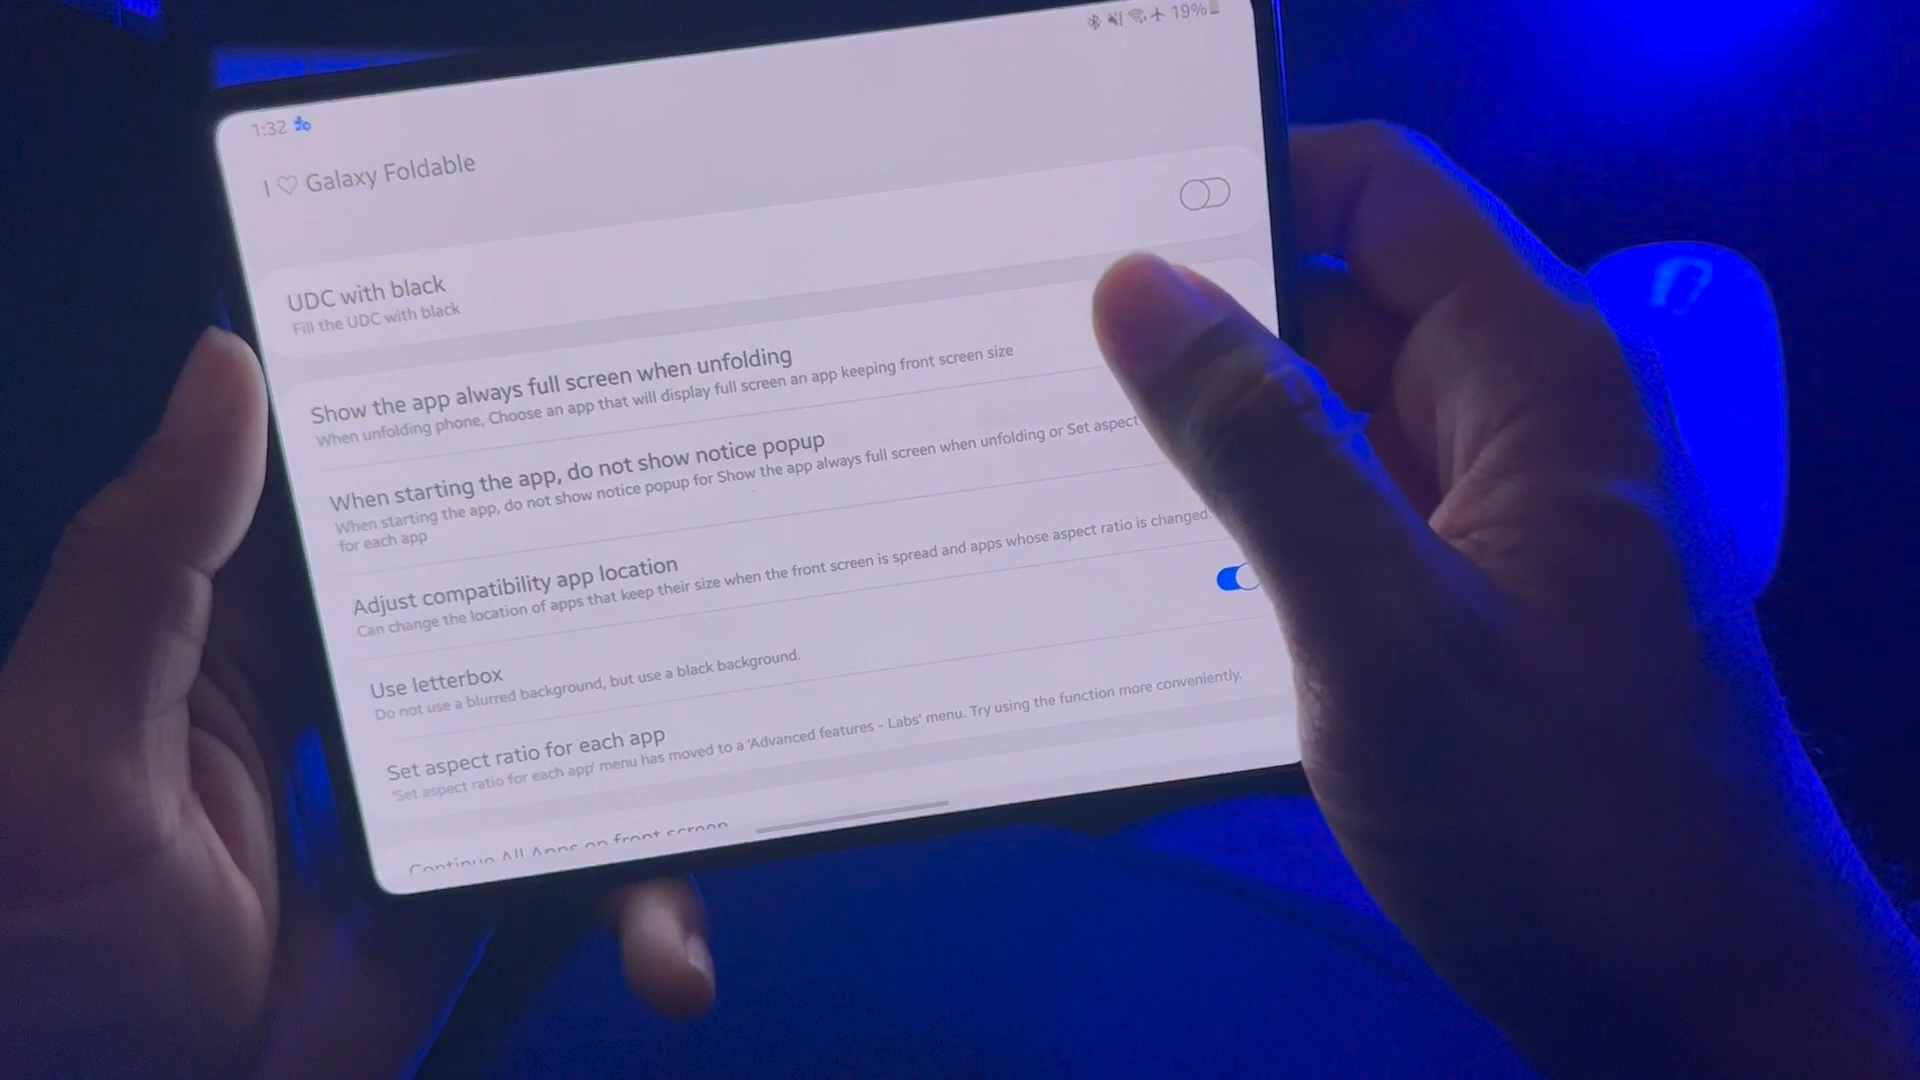 19%
1:32
I ♡ Galaxy Foldable
UDC with black
Fill the UDC with black
Show the app always full screen when unfolding
When unfolding phone, Choose an app that will display full screen an app keeping front screen size
When starting the app, do not show notice popup
When starting the app, do not show notice popup for Show the app always full screen when unfolding or Set aspect
for each app
Adjust compatibility app location
Can change the location of apps that keep their size when the front screen is spread and apps whose aspect ratio is changed.
Use letterbox
Do not use a blurred background, but use a black background.
Set aspect ratio for each app
'Set aspect ratio for each app' menu has moved to a 'Advanced features - Labs' menu. Try using the function more conveniently.
Continue All Apps on front screen